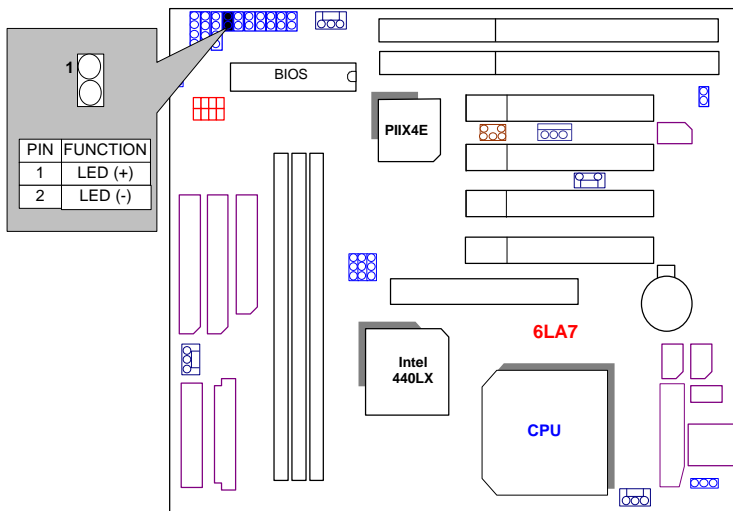 1
PIN FUNCTION
1 LED (+)
2 LED (-)
BIOS
PIIX4E
6LA7
Intel
440LX
CPU